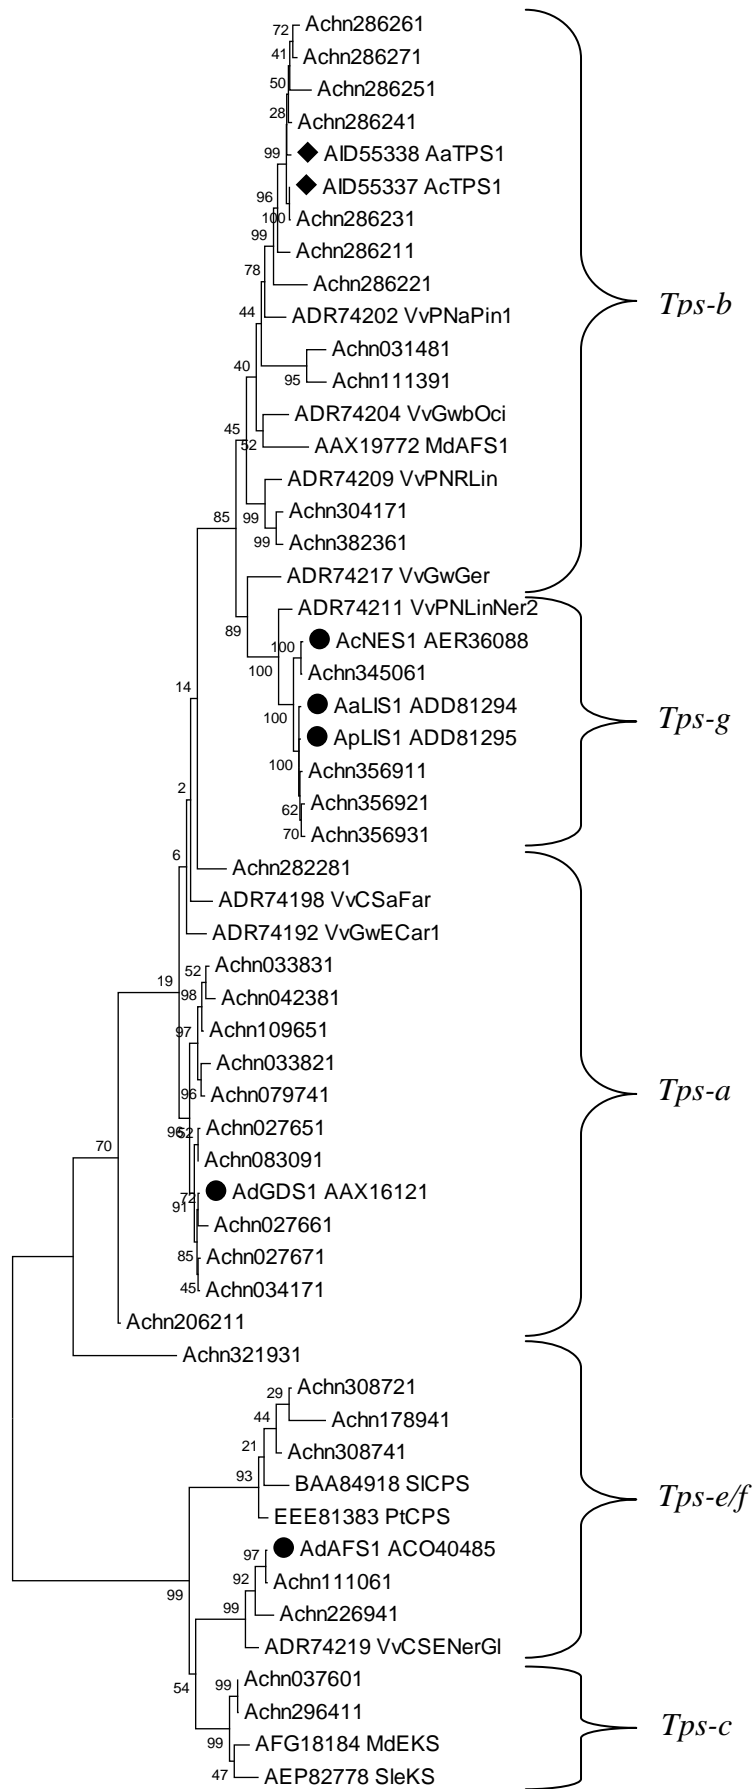 Achn286261
72
Achn286271
41
Achn286251
50
Achn286241
28
AID55338 AaTPS1
99
AID55337 AcTPS1
96
Achn286231
100
99
Achn286211
Achn286221
78
ADR74202 VvPNaPin1
44
Achn031481
Achn111391
40
95
ADR74204 VvGwbOci
45
AAX19772 MdAFS1
52
ADR74209 VvPNRLin
Achn304171
85
99
Achn382361
99
ADR74217 VvGwGer
Tps-b
ADR74211 VvPNLinNer2
89
AcNES1 AER36088
100
Achn345061
100
AaLIS1 ADD81294
14
100
ApLIS1 ADD81295
Achn356911
100
Achn356921
2
62
Achn356931
70
Tps-g
Achn282281
6
ADR74198 VvCSaFar
ADR74192 VvGwECar1
Achn033831
52
19
Achn042381
98
Achn109651
97
Achn033821
Achn079741
96
Achn027651
96
52
Achn083091
70
AdGDS1 AAX16121
72
91
Achn027661
Achn027671
85
Achn034171
45
Achn206211
Tps-a
Achn321931
Achn308721
29
Achn178941
44
Achn308741
21
BAA84918 SlCPS
93
EEE81383 PtCPS
AdAFS1 ACO40485
97
Achn111061
92
99
Achn226941
99
ADR74219 VvCSENerGl
Tps-e/f
Achn037601
54
99
Achn296411
AFG18184 MdEKS
99
AEP82778 SleKS
47
Tps-c